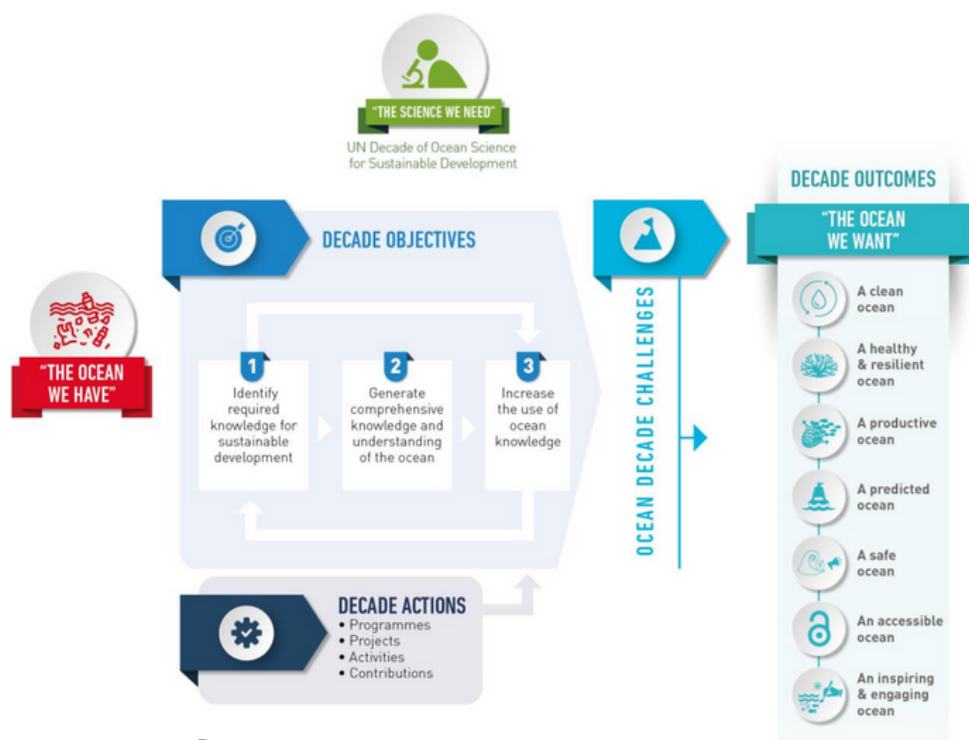 "THE SCIENCE WE NEED"
UN Decade of Ocean Science
for Sustainable Development
"THE OCEAN
WE HAVE"
DECADE OBJECTIVES
1
Identify
required
knowledge for
sustainable
development
2
Generate
comprehensive
knowledge and
understanding
of the ocean
3
Increase
the use of
ocean
knowledge
DECADE ACTIONS
• Programmes
• Projects
• Activities
• Contributions
OCEAN DECADE CHALLENGES
DECADE OUTCOMES
"THE OCEAN
WE WANT"
A clean
ocean
A healthy
& resilient
ocean
A productive
ocean
A predicted
ocean
A safe
ocean
An accessible
ocean
An inspiring
& engaging
ocean